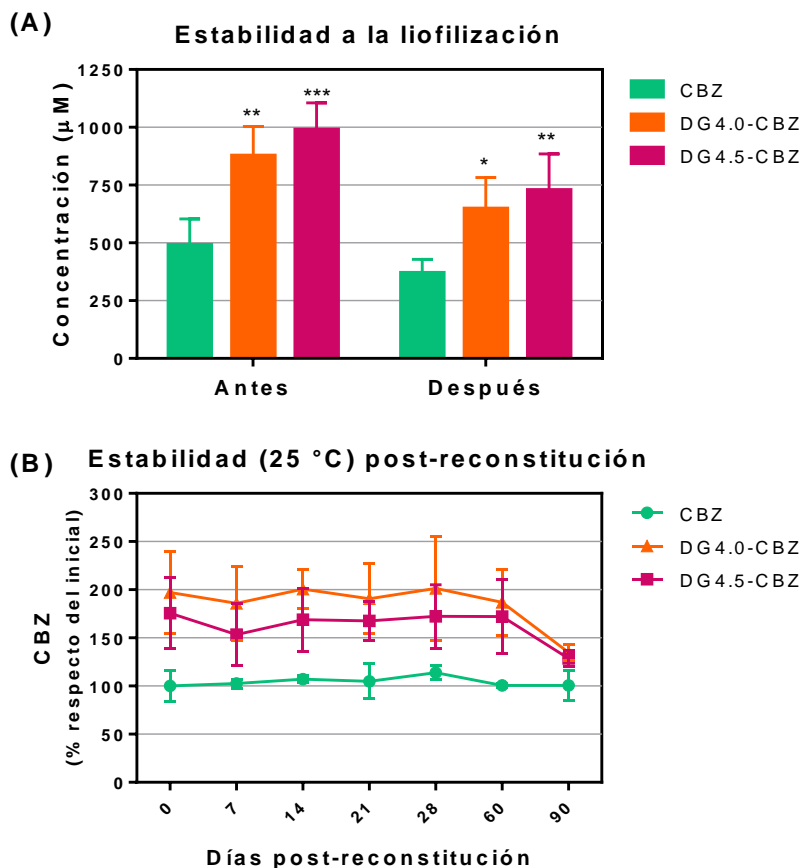 (A)
Estabilidad a la liofilización
Concentración (μM)
1250
1000
750
500
250
0
**
***
*
**
Antes
Después
CBZ
DG4.0-CBZ
DG4.5-CBZ
(B)
Estabilidad (25 °C) post-reconstitución
CBZ
(% respecto del inicial)
300
250
200
150
100
50
0
0
7
14
21
28
60
90
Días post-reconstitución
CBZ
DG4.0-CBZ
DG4.5-CBZ